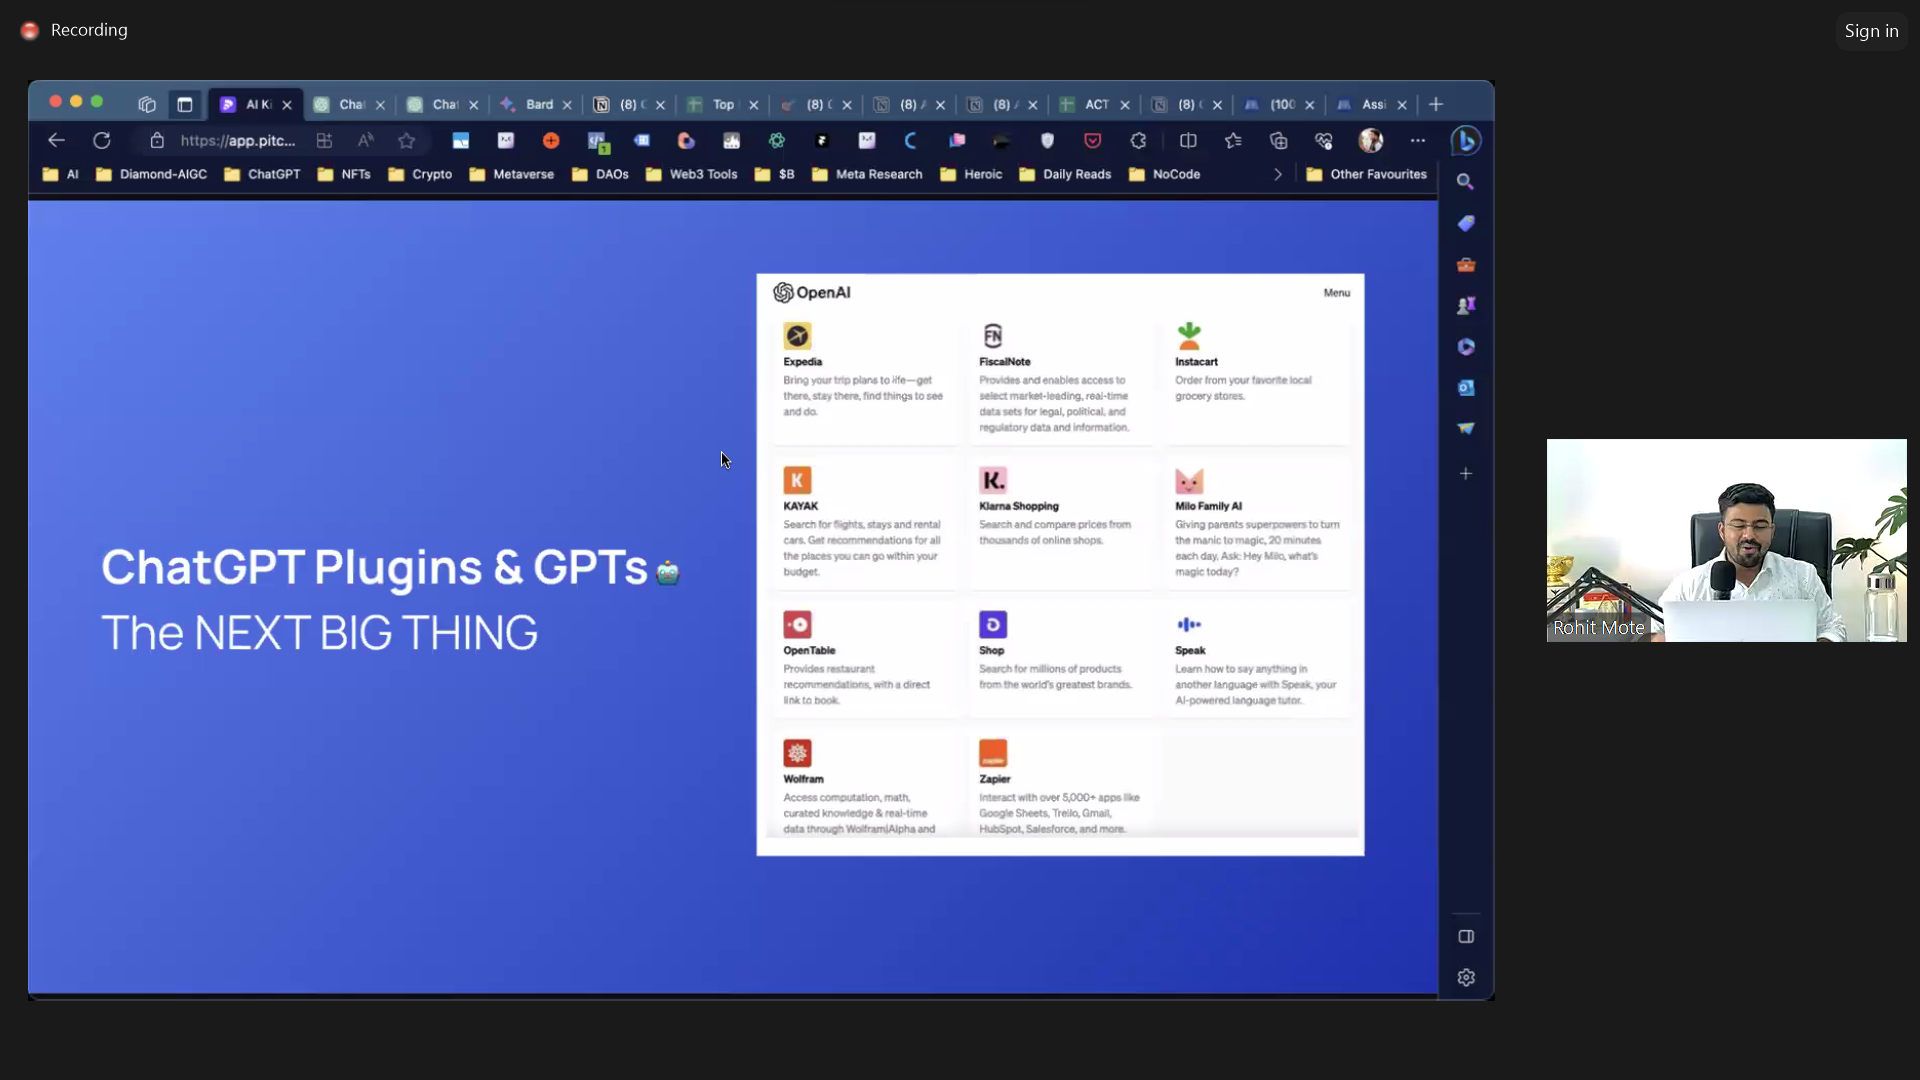 Recording
Sign in
AI Ki
Chat
Chat
Bard
(8) C
Top
(8) C
(8) A
(8) A
ACT
(8) C
(100
Assi
https://app.pitc...
AI
Diamond-AIGC
ChatGPT
NFTs
Crypto
Metaverse
DAOs
Web3 Tools
$B
Meta Research
Heroic
Daily Reads
NoCode
Other Favourites
ChatGPT Plugins & GPTs
The NEXT BIG THING
OpenAI
Menu
Expedia
Bring your trip plans to life—get
there, stay there, find things to see
and do.
FN
FiscalNote
Provides and enables access to
select market-leading, real-time
data sets for legal, political, and
regulatory data and information.
Instacart
Order from your favorite local
grocery stores.
K
KAYAK
Search for flights, stays and rental
cars. Get recommendations for all
the places you can go within your
budget.
K.
Klarna Shopping
Search and compare prices from
thousands of online shops.
Milo Family AI
Giving parents superpowers to turn
the manic to magic, 20 minutes
each day. Ask: Hey Milo, what's
magic today?
OpenTable
Provides restaurant
recommendations, with a direct
link to book.
Shop
Search for millions of products
from the world's greatest brands.
Speak
Learn how to say anything in
another language with Speak, your
AI-powered language tutor.
Wolfram
Access computation, math,
curated knowledge & real-time
data through Wolfram|Alpha and
zapier
Zapier
Interact with over 5,000+ apps like
Google Sheets, Trello, Gmail,
HubSpot, Salesforce, and more.
Rohit Mote